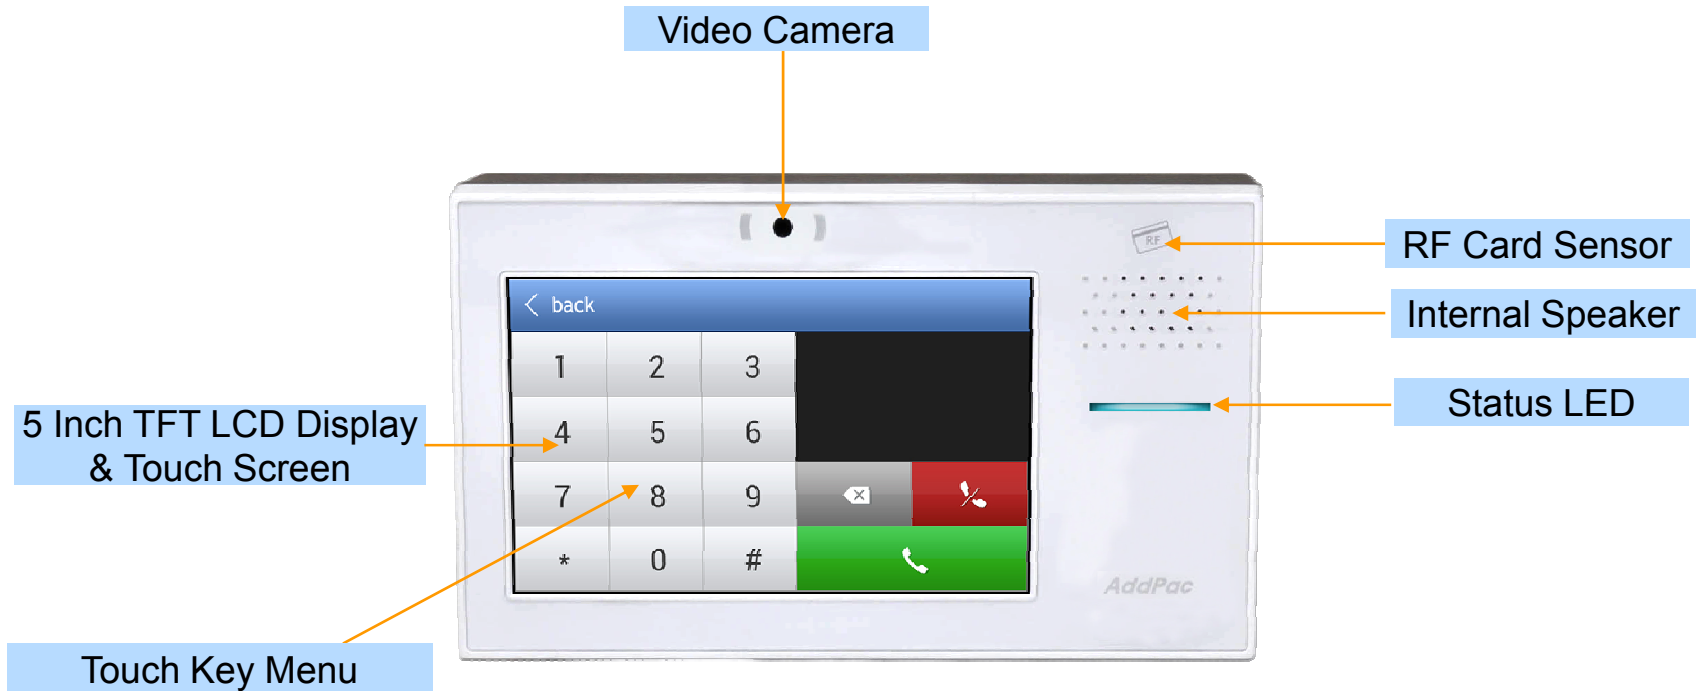 Video Camera
RF
RF Card Sensor
Internal Speaker
Status LED
5 Inch TFT LCD Display
& Touch Screen
Touch Key Menu
back
1 2 3
4 5 6
7 8 9
* 0 #
AddPac